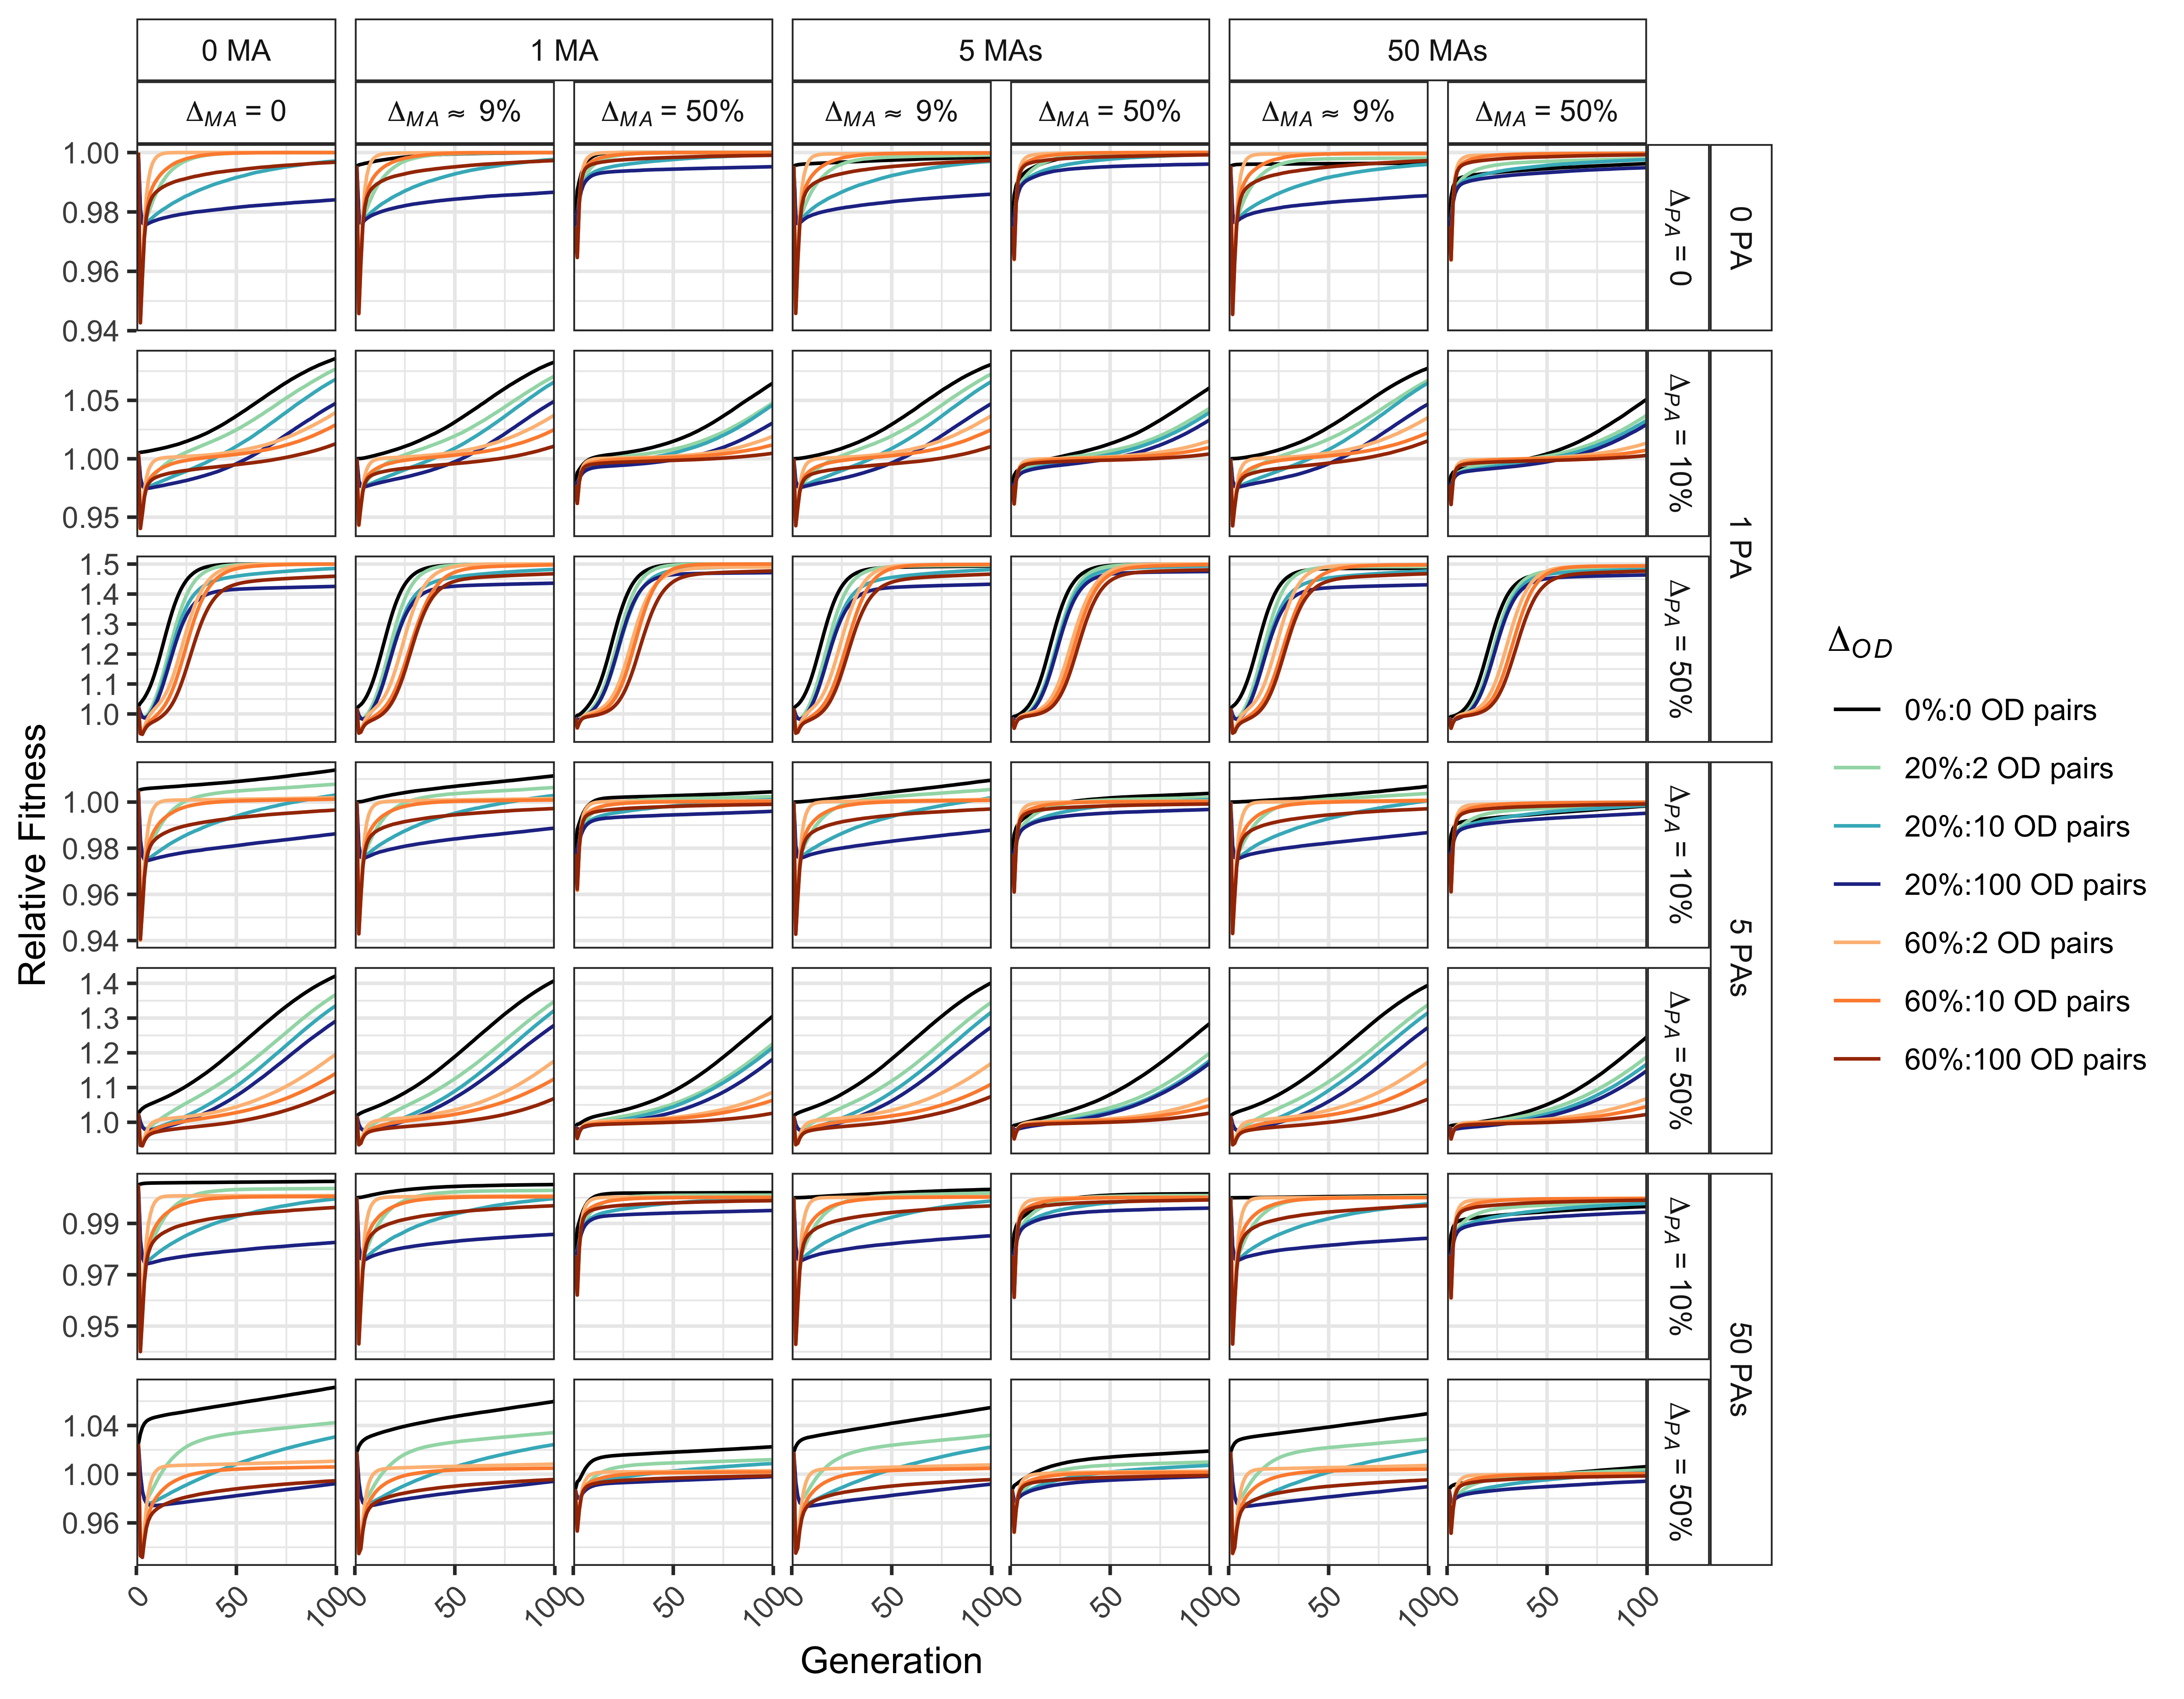 0 MA
1 MA
5 MAs
50 MAs
Δ_MA = 0
Δ_MA ≈ 9%
Δ_MA = 50%
Δ_MA ≈ 9%
Δ_MA = 50%
Δ_MA ≈ 9%
Δ_MA = 50%
1.00
0.98
0.96
0.94
Δ_PA = 0
0 PA
1.05
1.00
0.95
Δ_PA = 10%
1 PA
1.5
1.4
1.3
1.2
1.1
1.0
Δ_PA = 50%
1.00
0.98
0.96
0.94
Δ_PA = 10%
5 PAs
1.4
1.3
1.2
1.1
1.0
Δ_PA = 50%
0.99
0.97
0.95
Δ_PA = 10%
50 PAs
1.04
1.00
0.96
Δ_PA = 50%
0 50 100
0 50 100
0 50 100
0 50 100
0 50 100
0 50 100
0 50 100
Generation
Relative Fitness
Δ_OD
0%:0 OD pairs
20%:2 OD pairs
20%:10 OD pairs
20%:100 OD pairs
60%:2 OD pairs
60%:10 OD pairs
60%:100 OD pairs